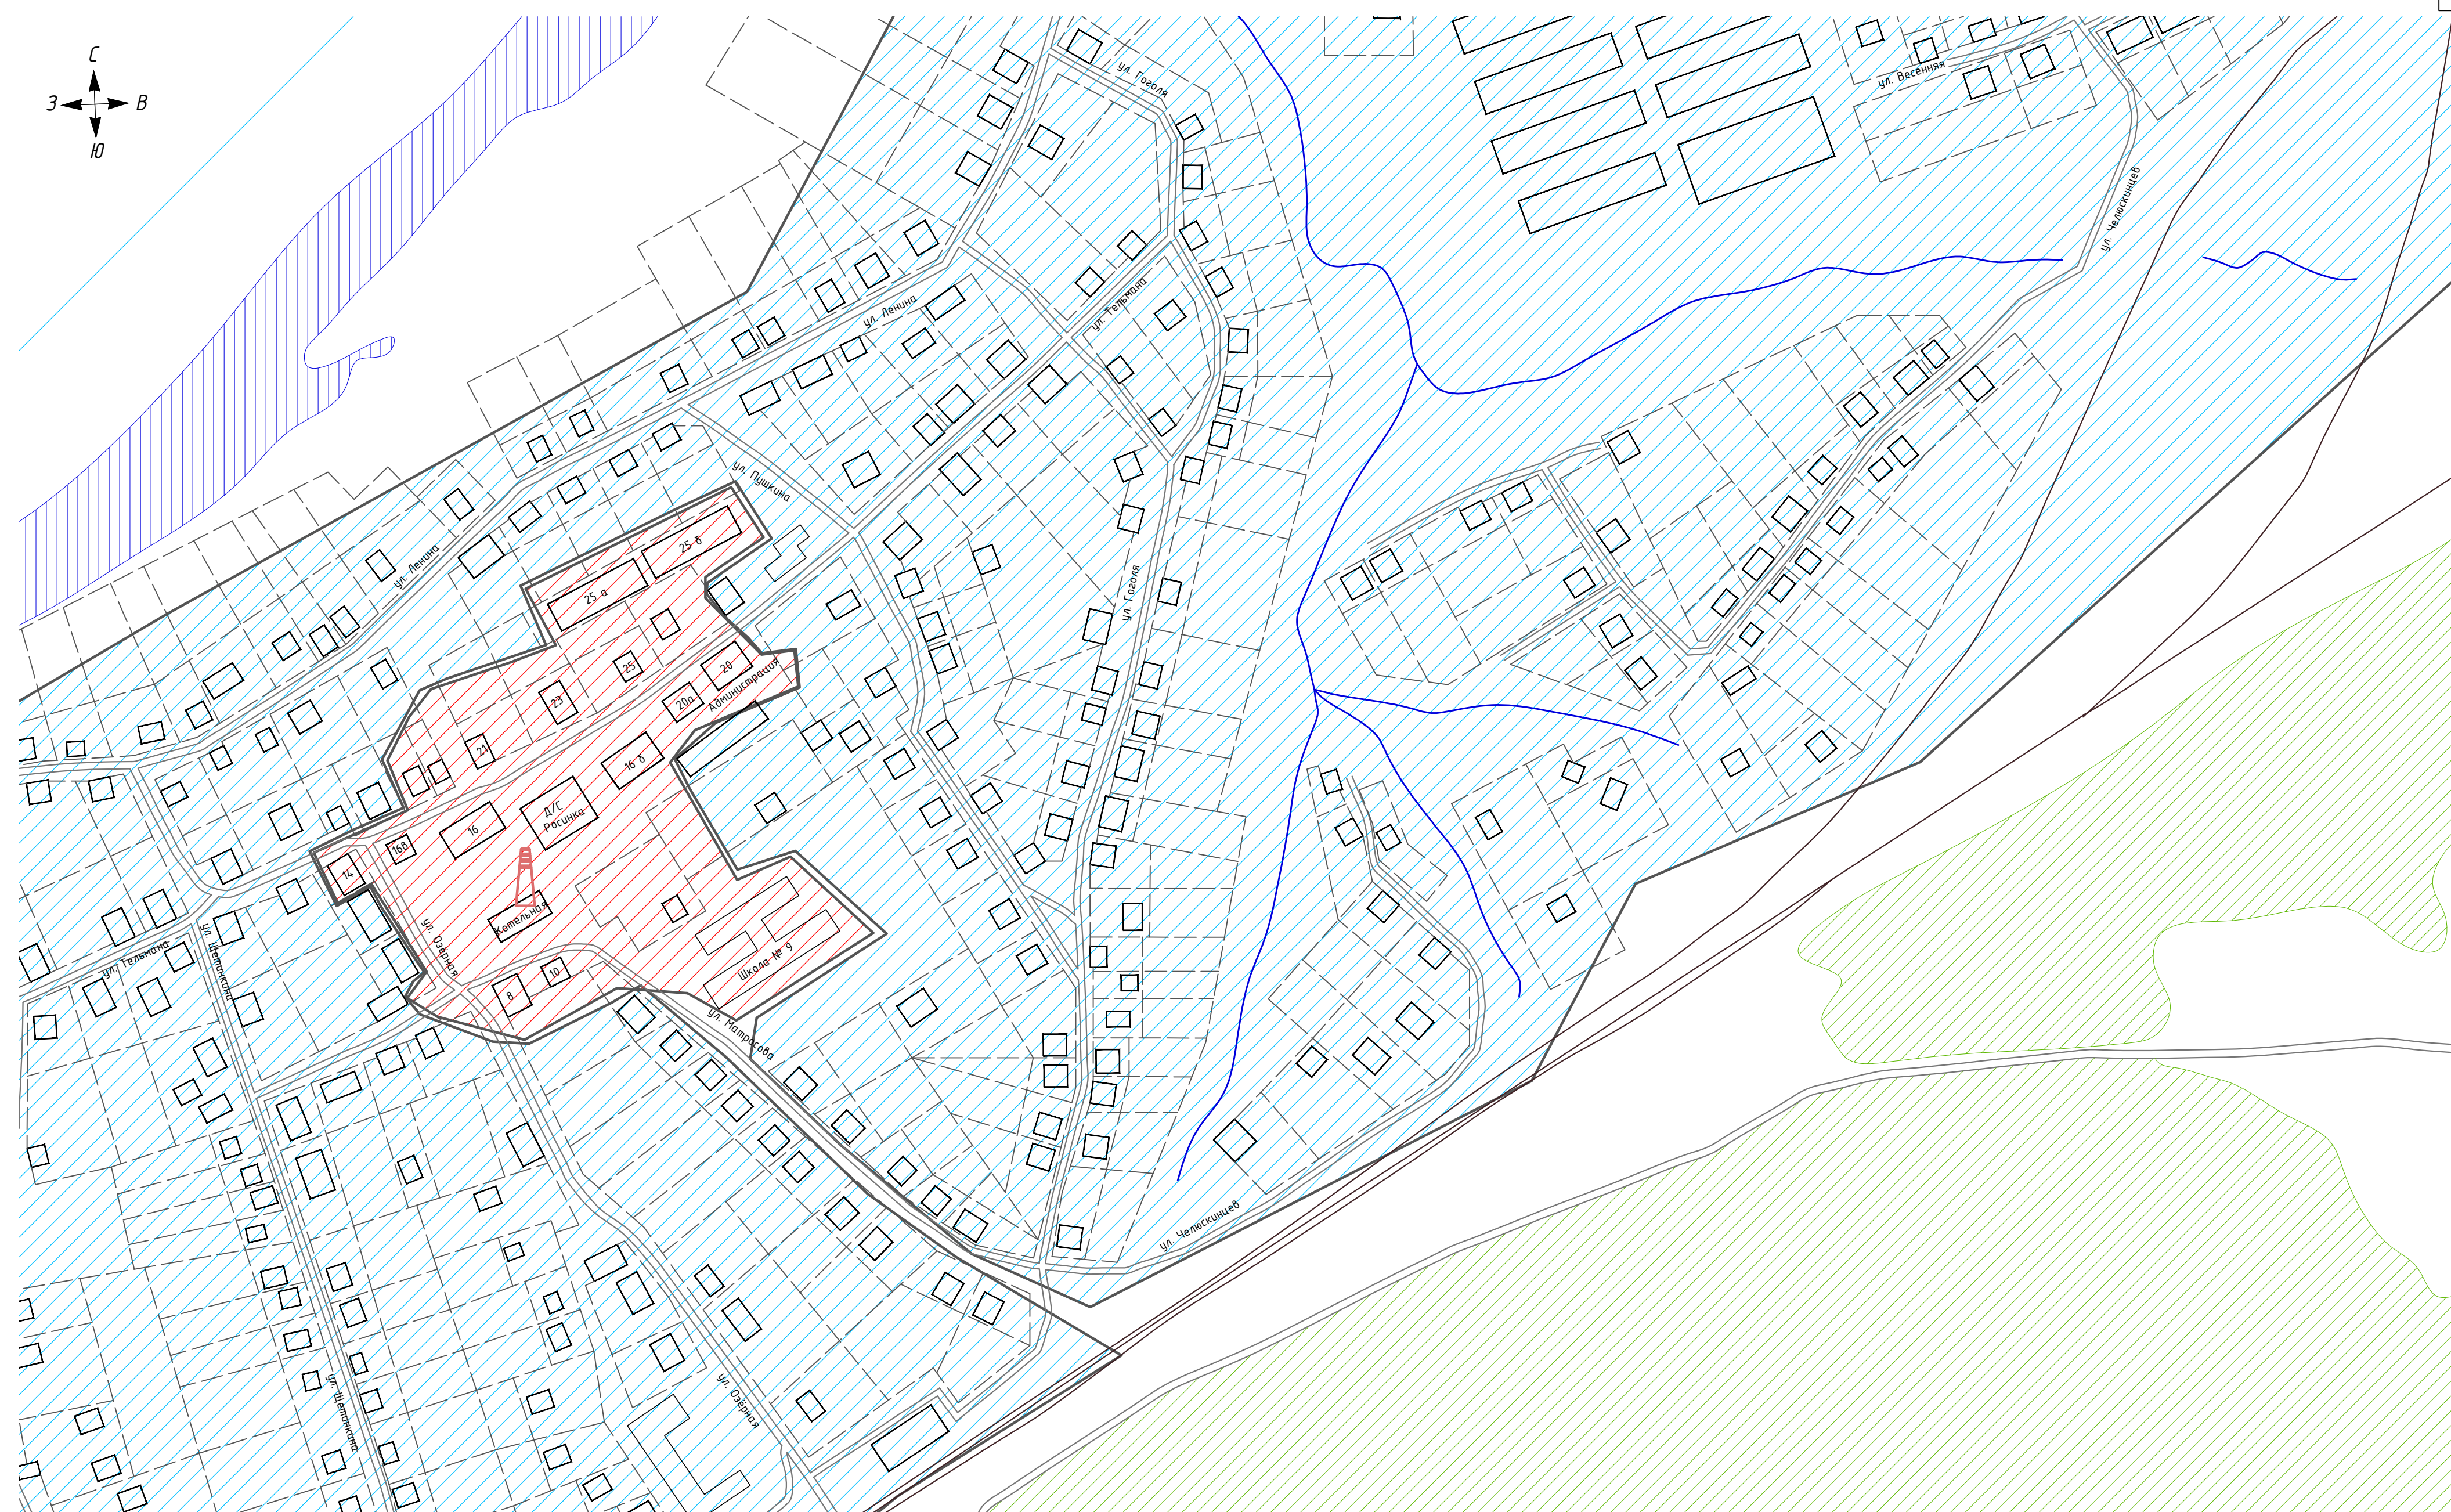 С
З
В
Ю
ул. Гоголя
ул. Весенняя
ул. Челюскинцев
ул. Ленина
ул. Тельмана
ул. Пушкина
25 б
ул. Ленина
25 а
ул. Гоголя
25
20
Администрация
23
20а
21
16 б
Д/С
Росинка
16
16в
14
Котельная
ул. Озёрная
ул. Щетинкина
ул. Тельмана
Школа № 9
10
8
ул. Матросова
ул. Челюскинцев
ул. Щетинкина
ул. Озёрная